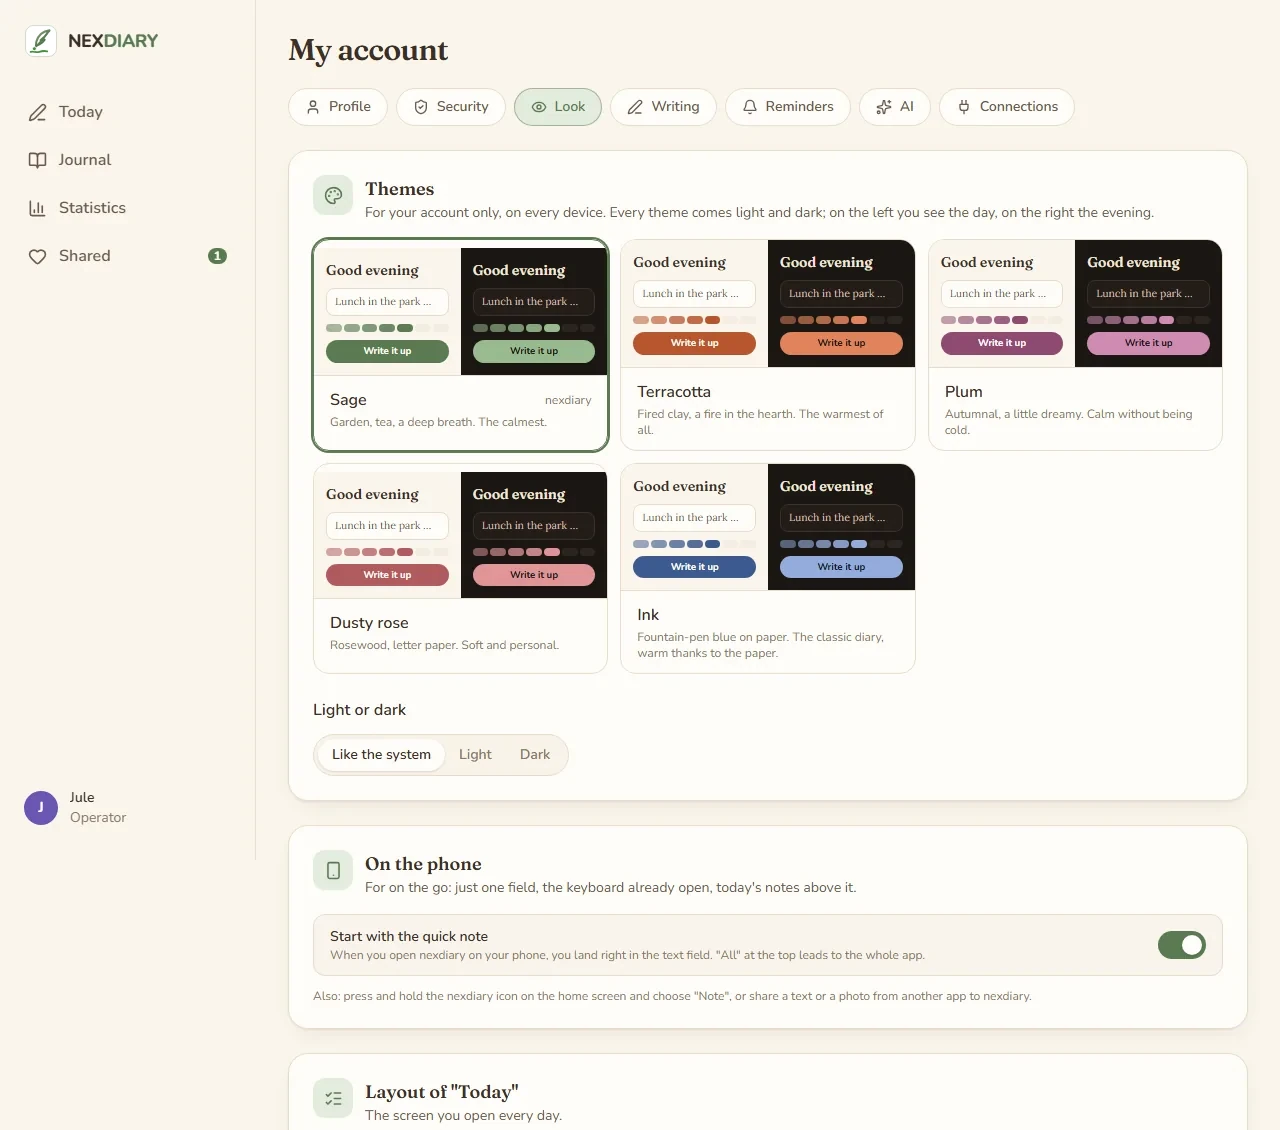 NEXDIARY
Today
Journal
Statistics
Shared
1
J
Jule
Operator
My account
Profile
Security
Look
Writing
Reminders
AI
Connections
Themes
For your account only, on every device. Every theme comes light and dark; on the left you see the day, on the right the evening.
Good evening
Lunch in the park ...
Write it up
Good evening
Lunch in the park ...
Write it up
Sage
nexdiary
Garden, tea, a deep breath. The calmest.
Good evening
Lunch in the park ...
Write it up
Good evening
Lunch in the park ...
Write it up
Terracotta
Fired clay, a fire in the hearth. The warmest of
all.
Good evening
Lunch in the park ...
Write it up
Good evening
Lunch in the park ...
Write it up
Plum
Autumnal, a little dreamy. Calm without being
cold.
Good evening
Lunch in the park ...
Write it up
Good evening
Lunch in the park ...
Write it up
Dusty rose
Rosewood, letter paper. Soft and personal.
Good evening
Lunch in the park ...
Write it up
Good evening
Lunch in the park ...
Write it up
Ink
Fountain-pen blue on paper. The classic diary,
warm thanks to the paper.
Light or dark
Like the system
Light
Dark
On the phone
For on the go: just one field, the keyboard already open, today's notes above it.
Start with the quick note
When you open nexdiary on your phone, you land right in the text field. "All" at the top leads to the whole app.
Also: press and hold the nexdiary icon on the home screen and choose "Note", or share a text or a photo from another app to nexdiary.
Layout of "Today"
The screen you open every day.